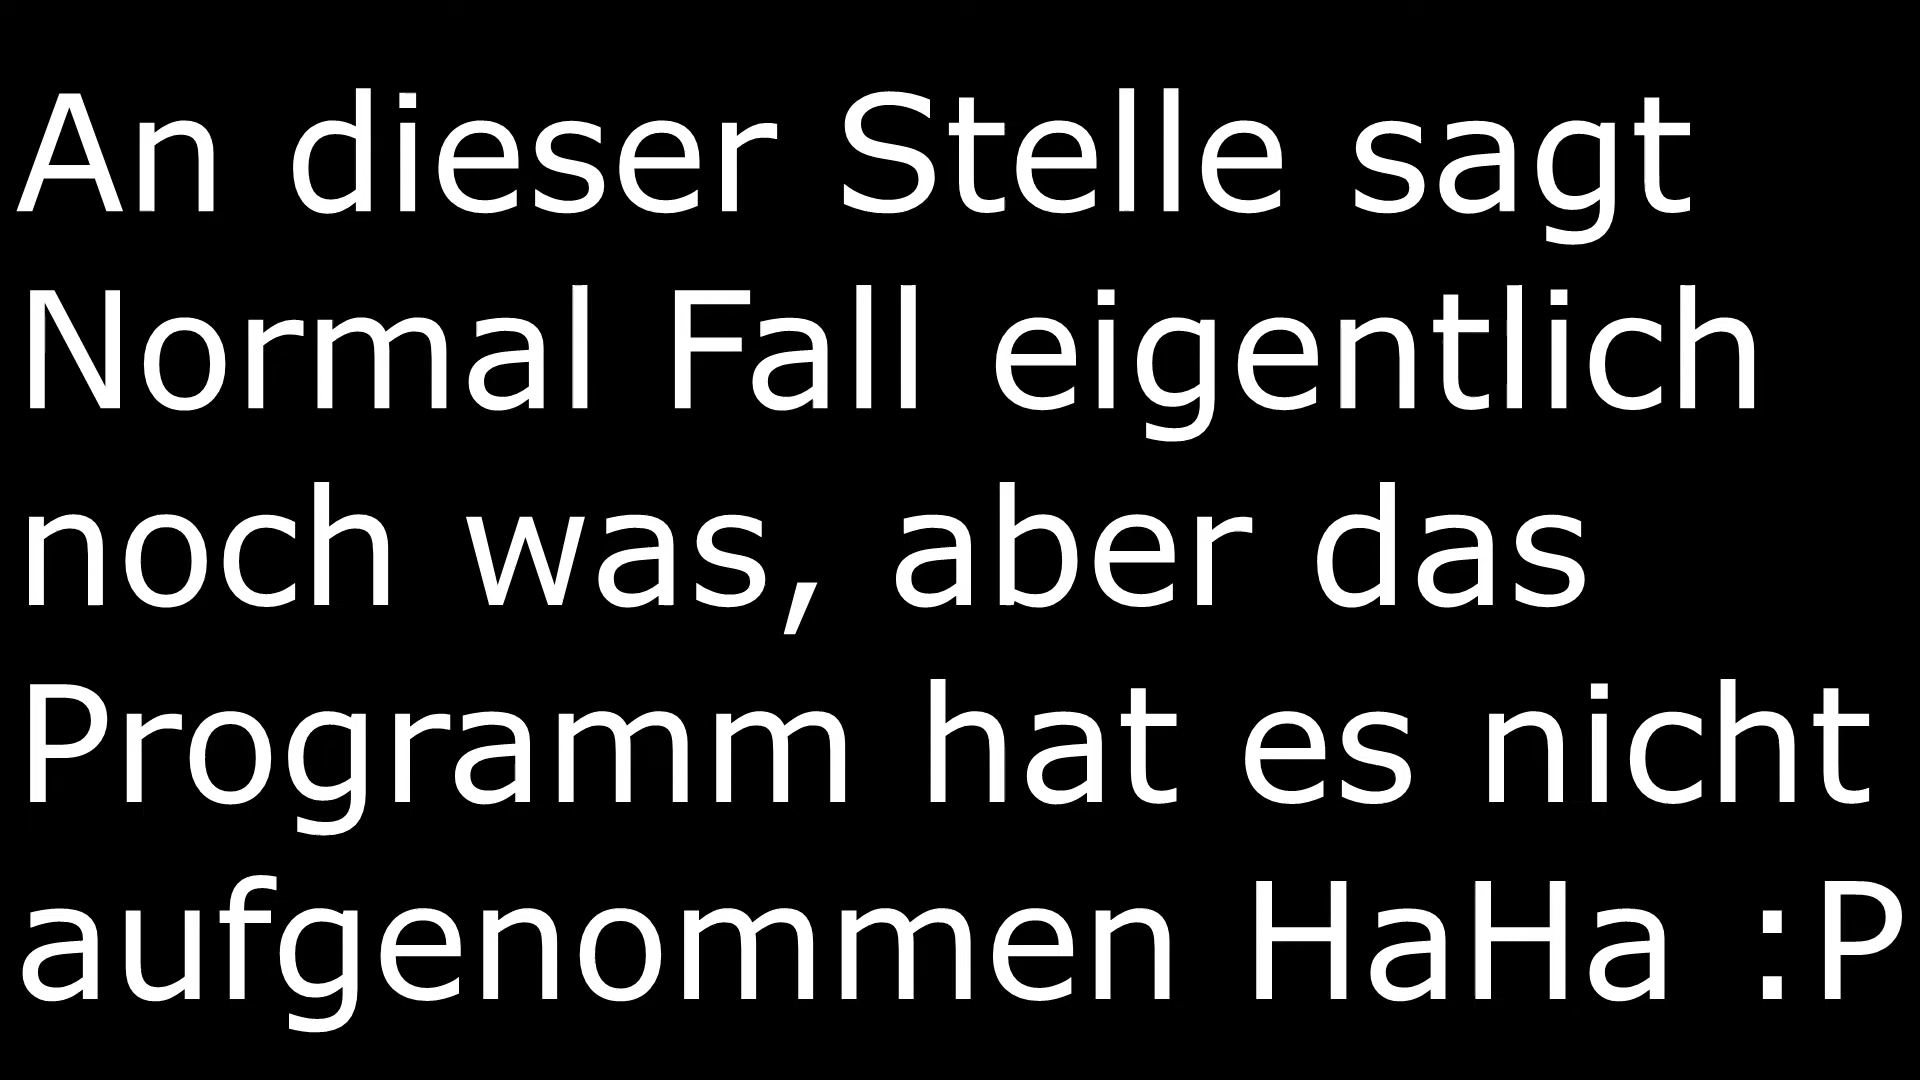 An dieser Stelle sagt
Normal Fall eigentlich
noch was, aber das
Programm hat es nicht
aufgenommen HaHa :P